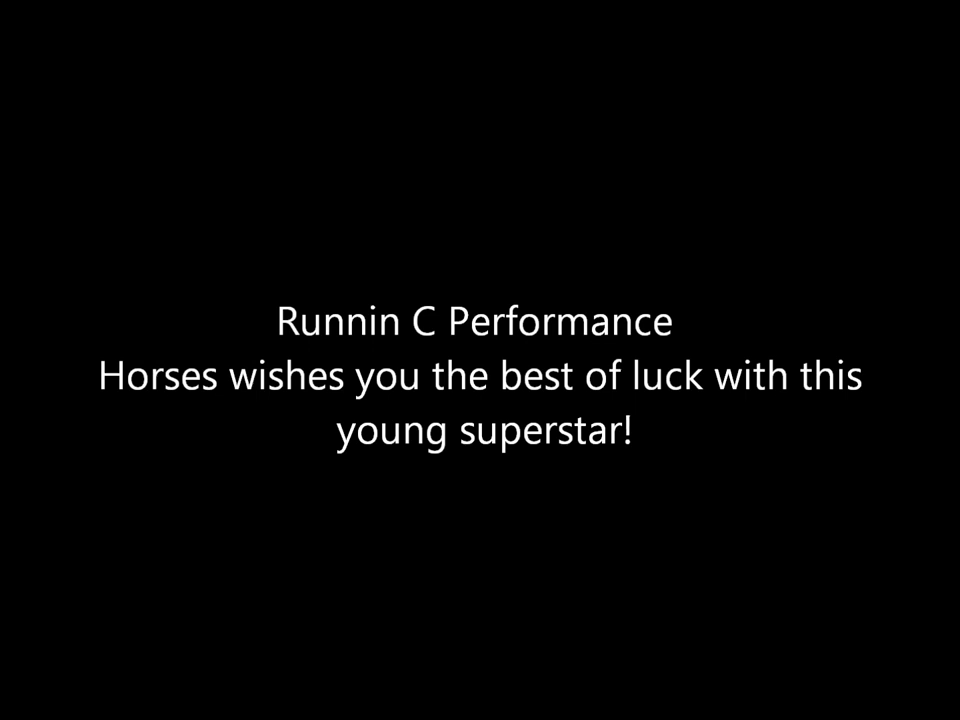 Runnin C Performance
Horses wishes you the best of luck with this
young superstar!